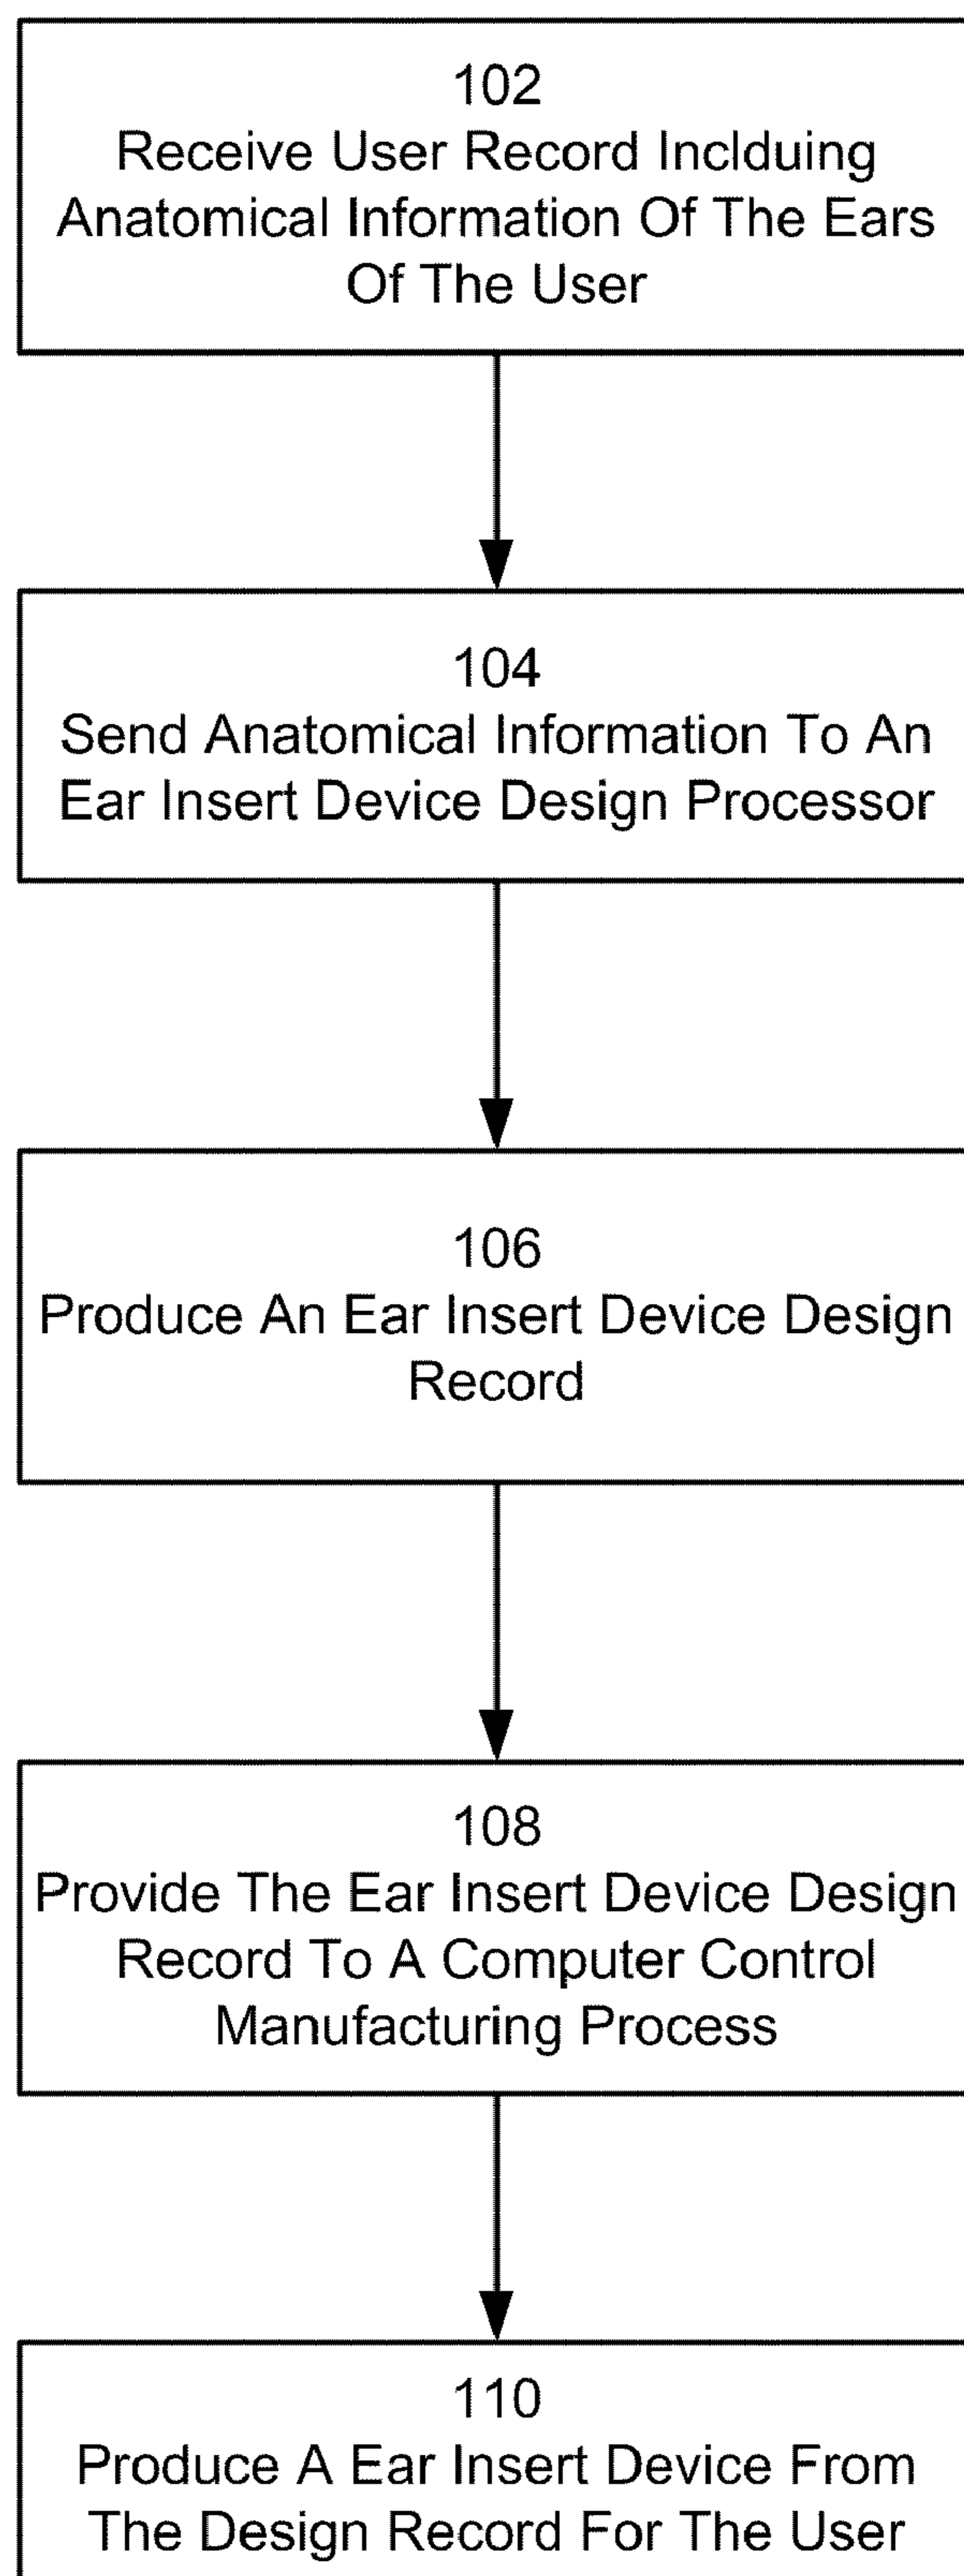 102
Receive User Record Inclduing
Anatomical Information Of The Ears
Of The User
104
Send Anatomical Information To An
Ear Insert Device Design Processor
106
Produce An Ear Insert Device Design
Record
108
Provide The Ear Insert Device Design
Record To A Computer Control
Manufacturing Process
110
Produce A Ear Insert Device From
The Design Record For The User